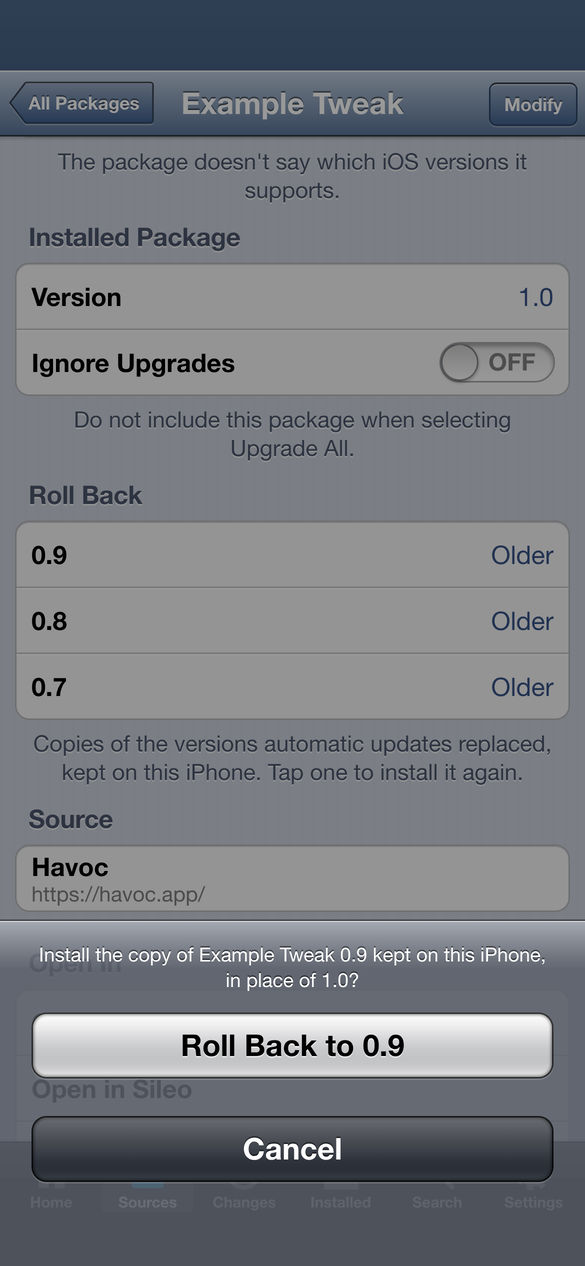 All Packages
Example Tweak
Modify
The package doesn't say which iOS versions it
supports.
Installed Package
Version
1.0
Ignore Upgrades
OFF
Do not include this package when selecting
Upgrade All.
Roll Back
0.9
Older
0.8
Older
0.7
Older
Copies of the versions automatic updates replaced,
kept on this iPhone. Tap one to install it again.
Source
Havoc
https://havoc.app/
Open in
Install the copy of Example Tweak 0.9 kept on this iPhone,
in place of 1.0?
Roll Back to 0.9
Open in Sileo
Cancel
Home
Sources
Changes
Installed
Search
Settings